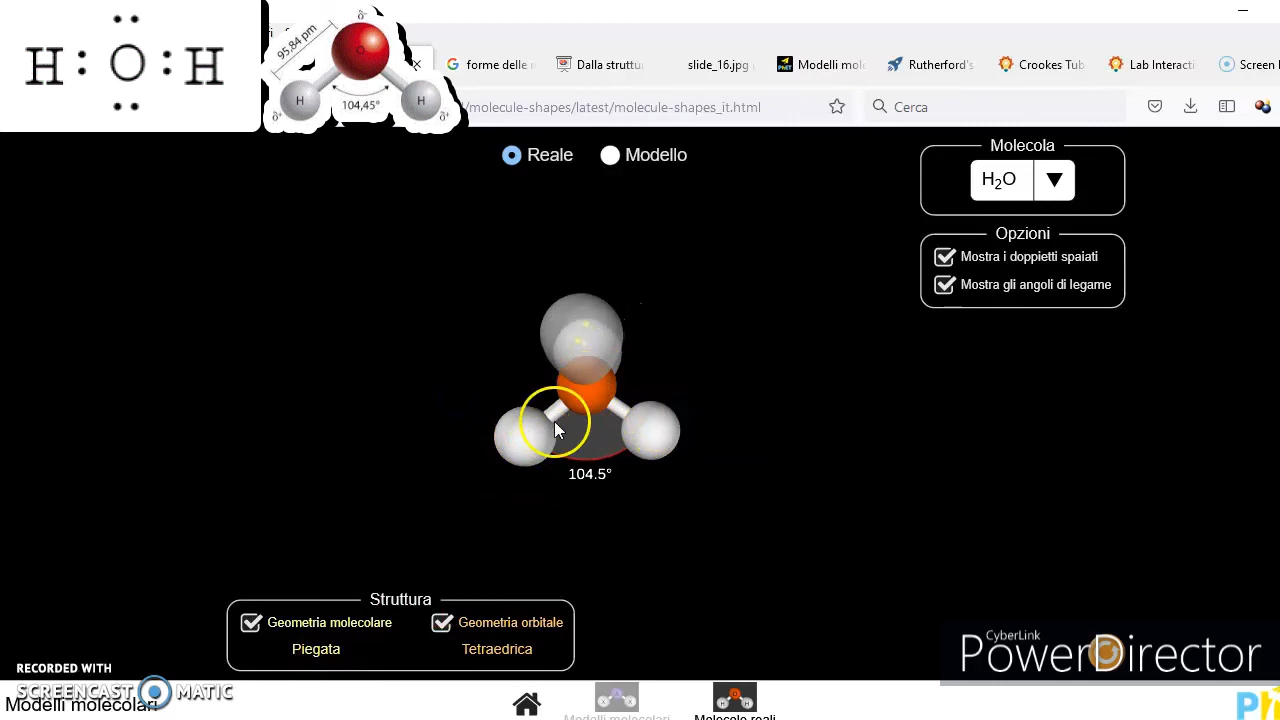 H : O : H
δ⁻
95,84 pm
O
H
H
104,45°
δ⁺
δ⁺
forme delle
Dalla struttu
slide_16.jpg
Modelli mole
Rutherford's
Crookes Tub
Lab Interacti
Screen
/molecule-shapes/latest/molecule-shapes_it.html
Cerca
Reale
Modello
Molecola
H₂O
Opzioni
Mostra i doppietti spaiati
Mostra gli angoli di legame
104.5°
Struttura
Geometria molecolare
Geometria orbitale
Piegata
Tetraedrica
CyberLink
PowerDirector
RECORDED WITH
SCREENCAST MATIC
Modelli molecolari
Modelli molecolari
Molecole reali